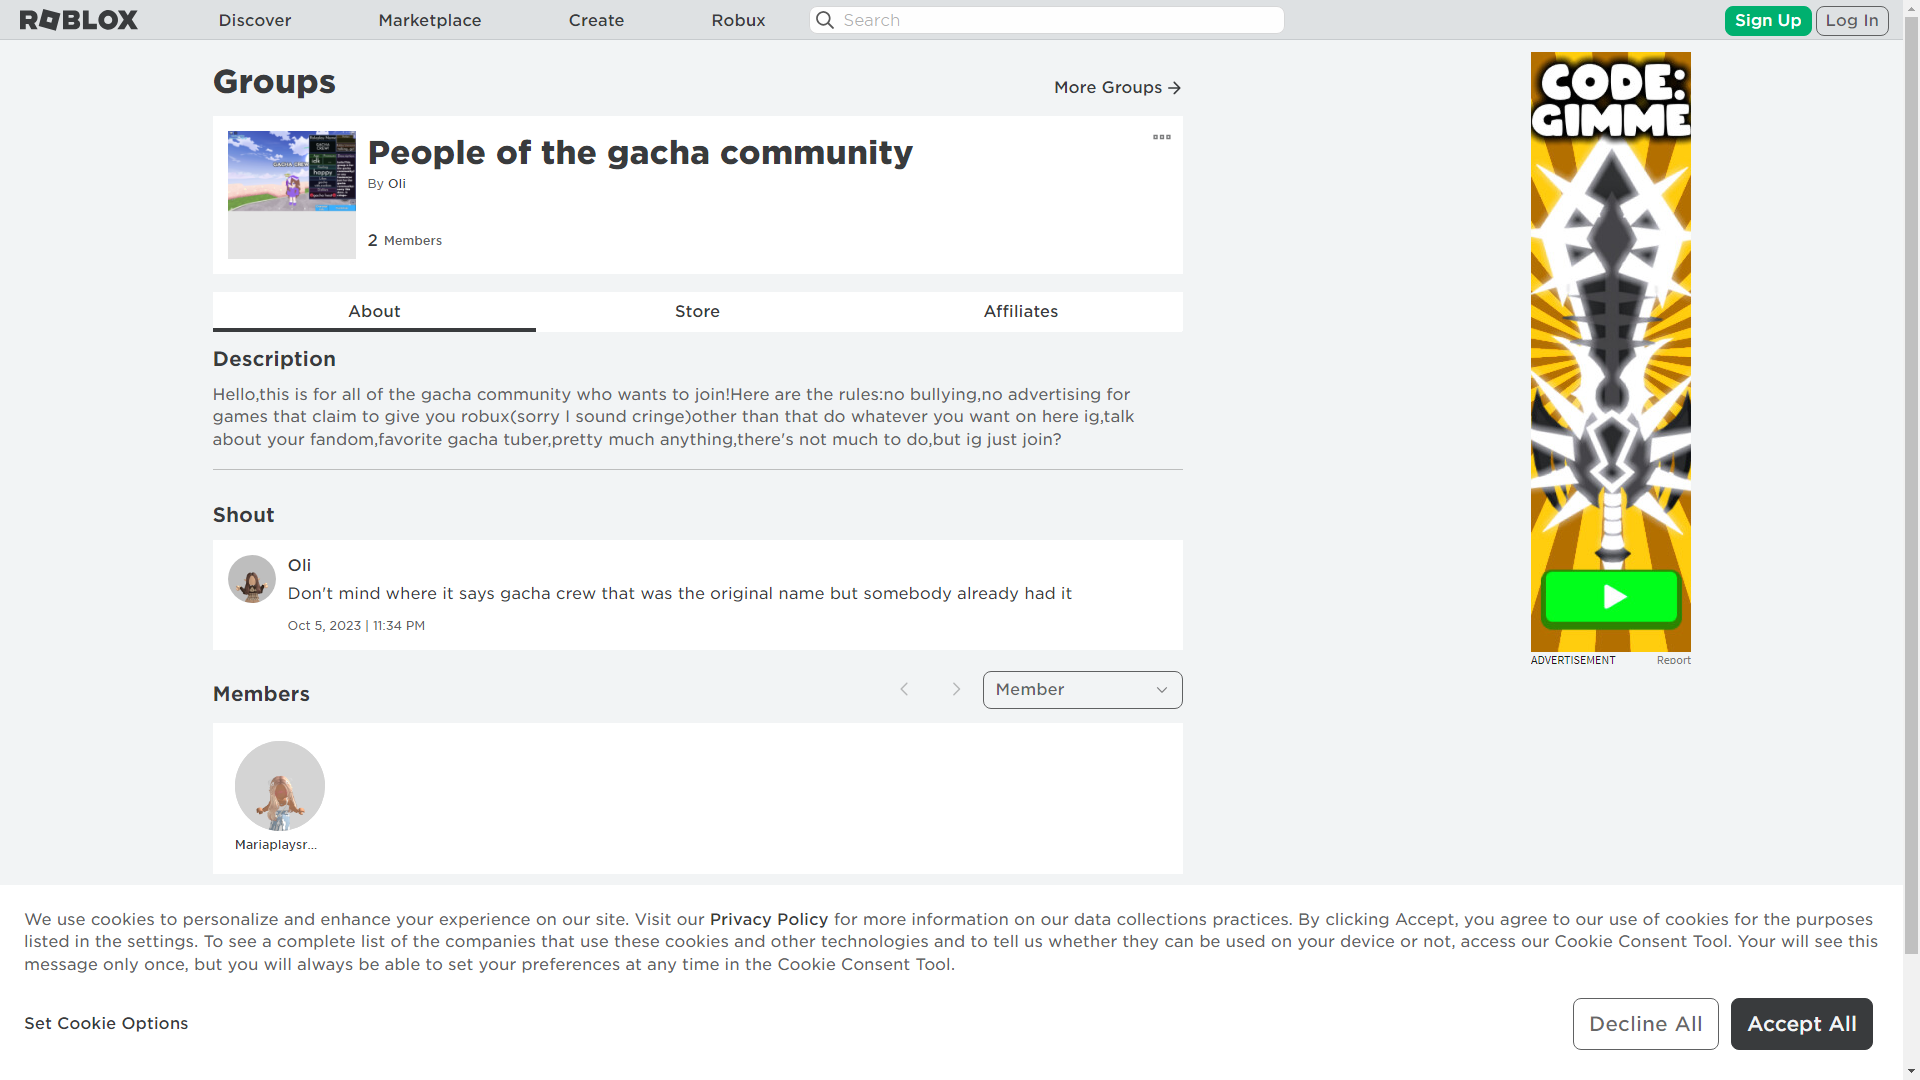 ROBLOX
Discover
Marketplace
Create
Robux
Search
Sign Up
Log In
Groups
More Groups
People of the gacha community
By Oli
2 Members
GACHA CREW
happy
About
Store
Affiliates
Description
Hello,this is for all of the gacha community who wants to join!Here are the rules:no bullying,no advertising for
games that claim to give you robux(sorry I sound cringe)other than that do whatever you want on here ig,talk
about your fandom,favorite gacha tuber,pretty much anything,there's not much to do,but ig just join?
Shout
Oli
Don't mind where it says gacha crew that was the original name but somebody already had it
Oct 5, 2023 | 11:34 PM
Members
Member
Mariaplaysr...
CODE:
GIMME
ADVERTISEMENT
Report
We use cookies to personalize and enhance your experience on our site. Visit our Privacy Policy for more information on our data collections practices. By clicking Accept, you agree to our use of cookies for the purposes
listed in the settings. To see a complete list of the companies that use these cookies and other technologies and to tell us whether they can be used on your device or not, access our Cookie Consent Tool. Your will see this
message only once, but you will always be able to set your preferences at any time in the Cookie Consent Tool.
Set Cookie Options
Decline All
Accept All